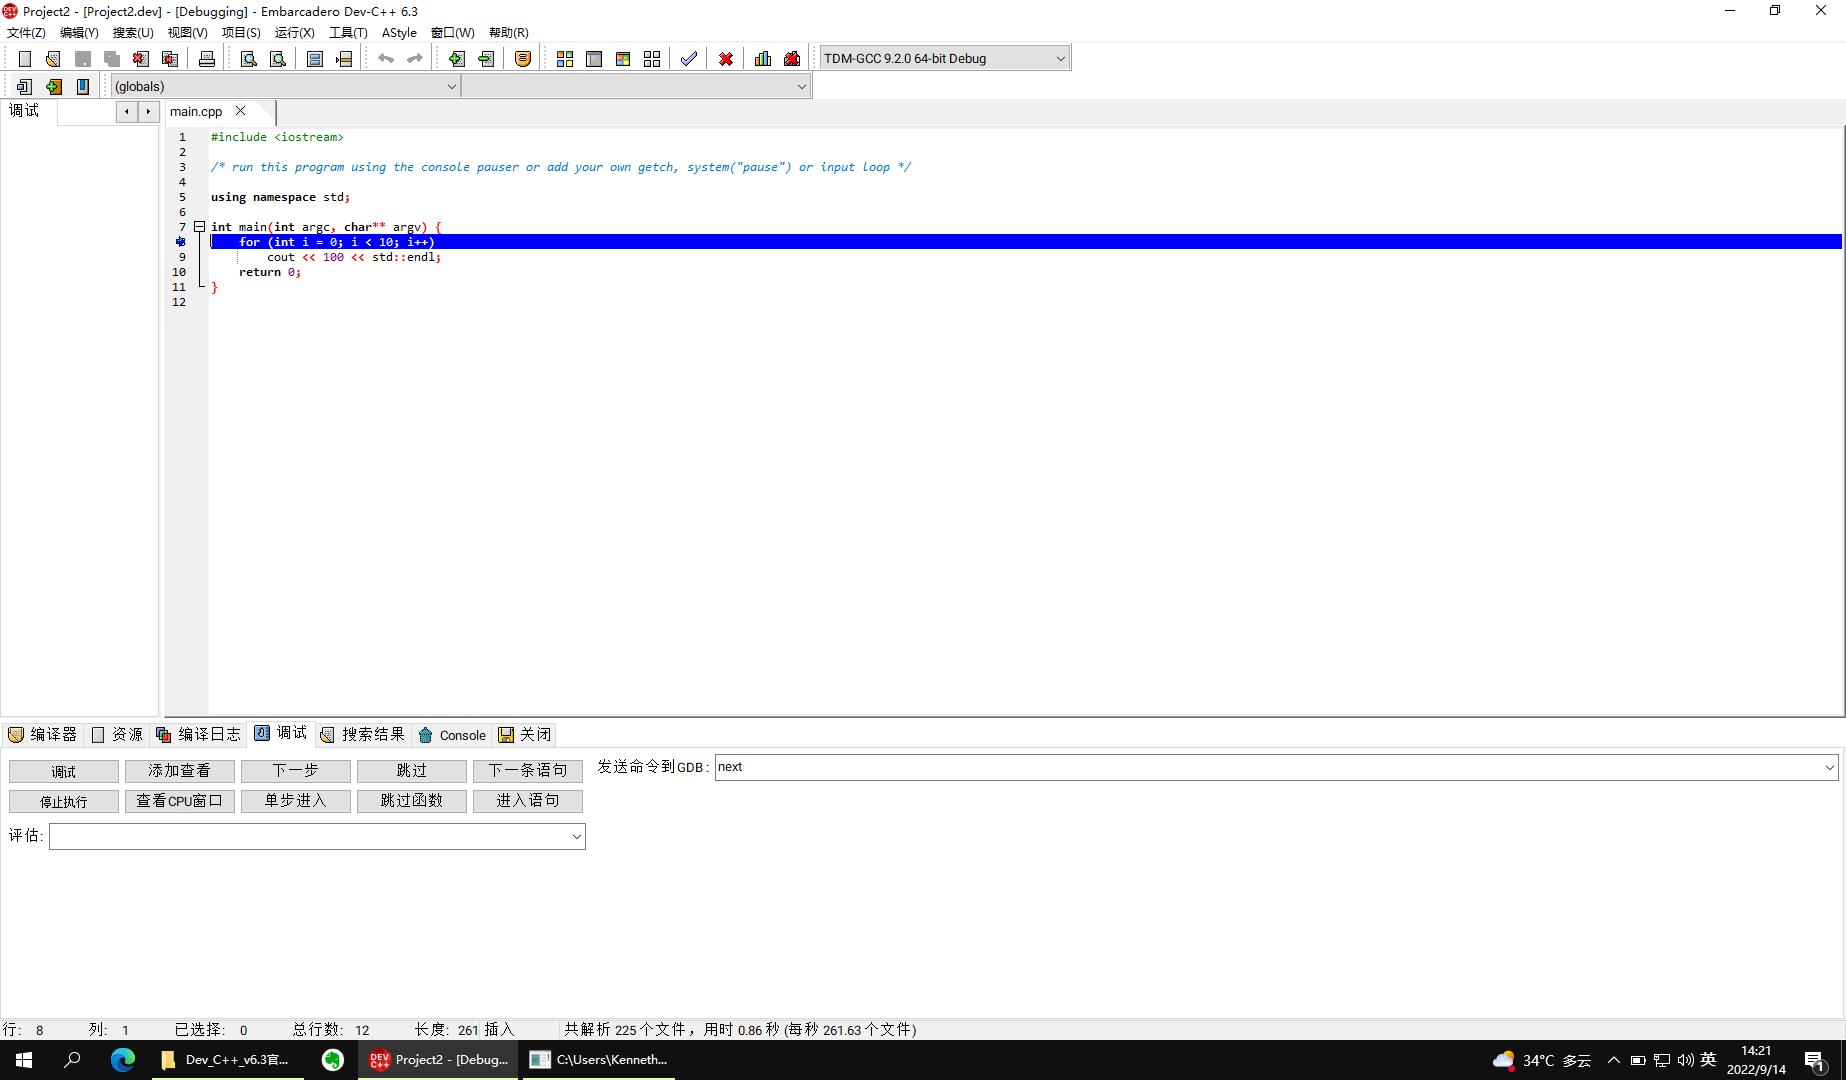 Project2 - [Project2.dev] - [Debugging] - Embarcadero Dev-C++ 6.3
文件(Z) 编辑(Y) 搜索(U) 视图(V) 项目(S) 运行(X) 工具(T) AStyle 窗口(W) 帮助(R)
TDM-GCC 9.2.0 64-bit Debug
(globals)
调试
main.cpp
1 #include <iostream>
2
3 /* run this program using the console pauser or add your own getch, system("pause") or input loop */
4
5 using namespace std;
6
7 int main(int argc, char** argv) {
8 for (int i = 0; i < 10; i++)
9 cout << 100 << std::endl;
10 return 0;
11 }
12
编译器 资源 编译日志 调试 搜索结果 Console 关闭
调试 添加查看 下一步 跳过 下一条语句 发送命令到GDB: next
停止执行 查看CPU窗口 单步进入 跳过函数 进入语句
评估:
行: 8 列: 1 已选择: 0 总行数: 12 长度: 261 插入 共解析 225 个文件，用时 0.86 秒 (每秒 261.63 个文件)
Dev_C++_v6.3官... Project2 - [Debug... C:\Users\Kenneth... 34°C 多云 英 14:21
2022/9/14 1